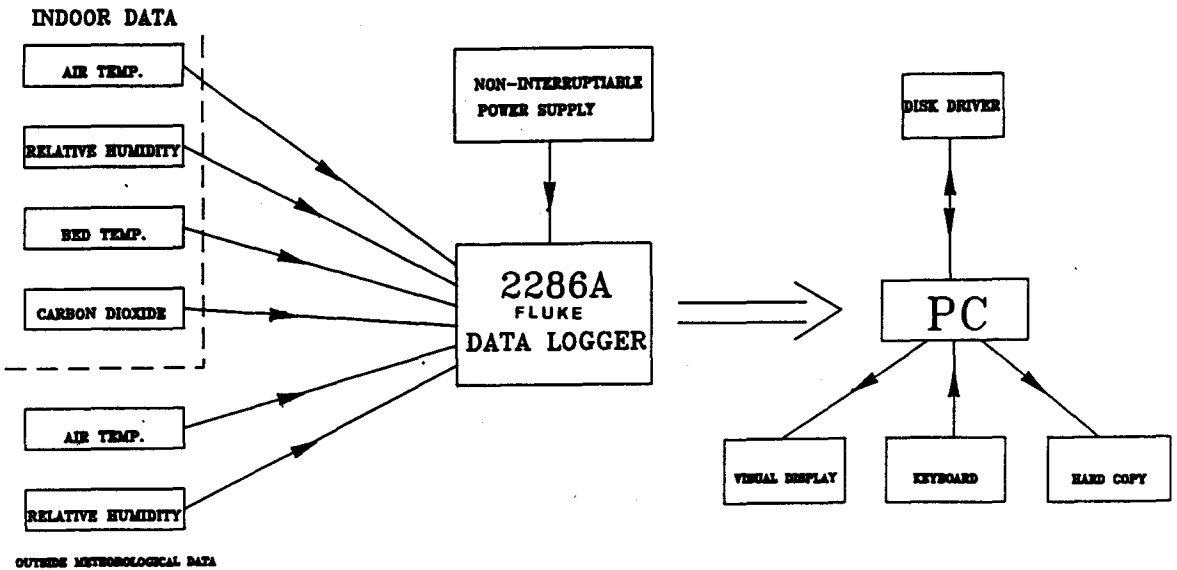 INDOOR DATA
AIR TEMP.
RELATIVE HUMIDITY
BED TEMP.
CARBON DIOXIDE
AIR TEMP.
RELATIVE HUMIDITY
OUTSIDE METEOROLOGICAL DATA
NON-INTERRUPTIABLE
POWER SUPPLY
2286A
FLUKE
DATA LOGGER
DISK DRIVER
PC
VISUAL DISPLAY
KEYBOARD
HARD COPY